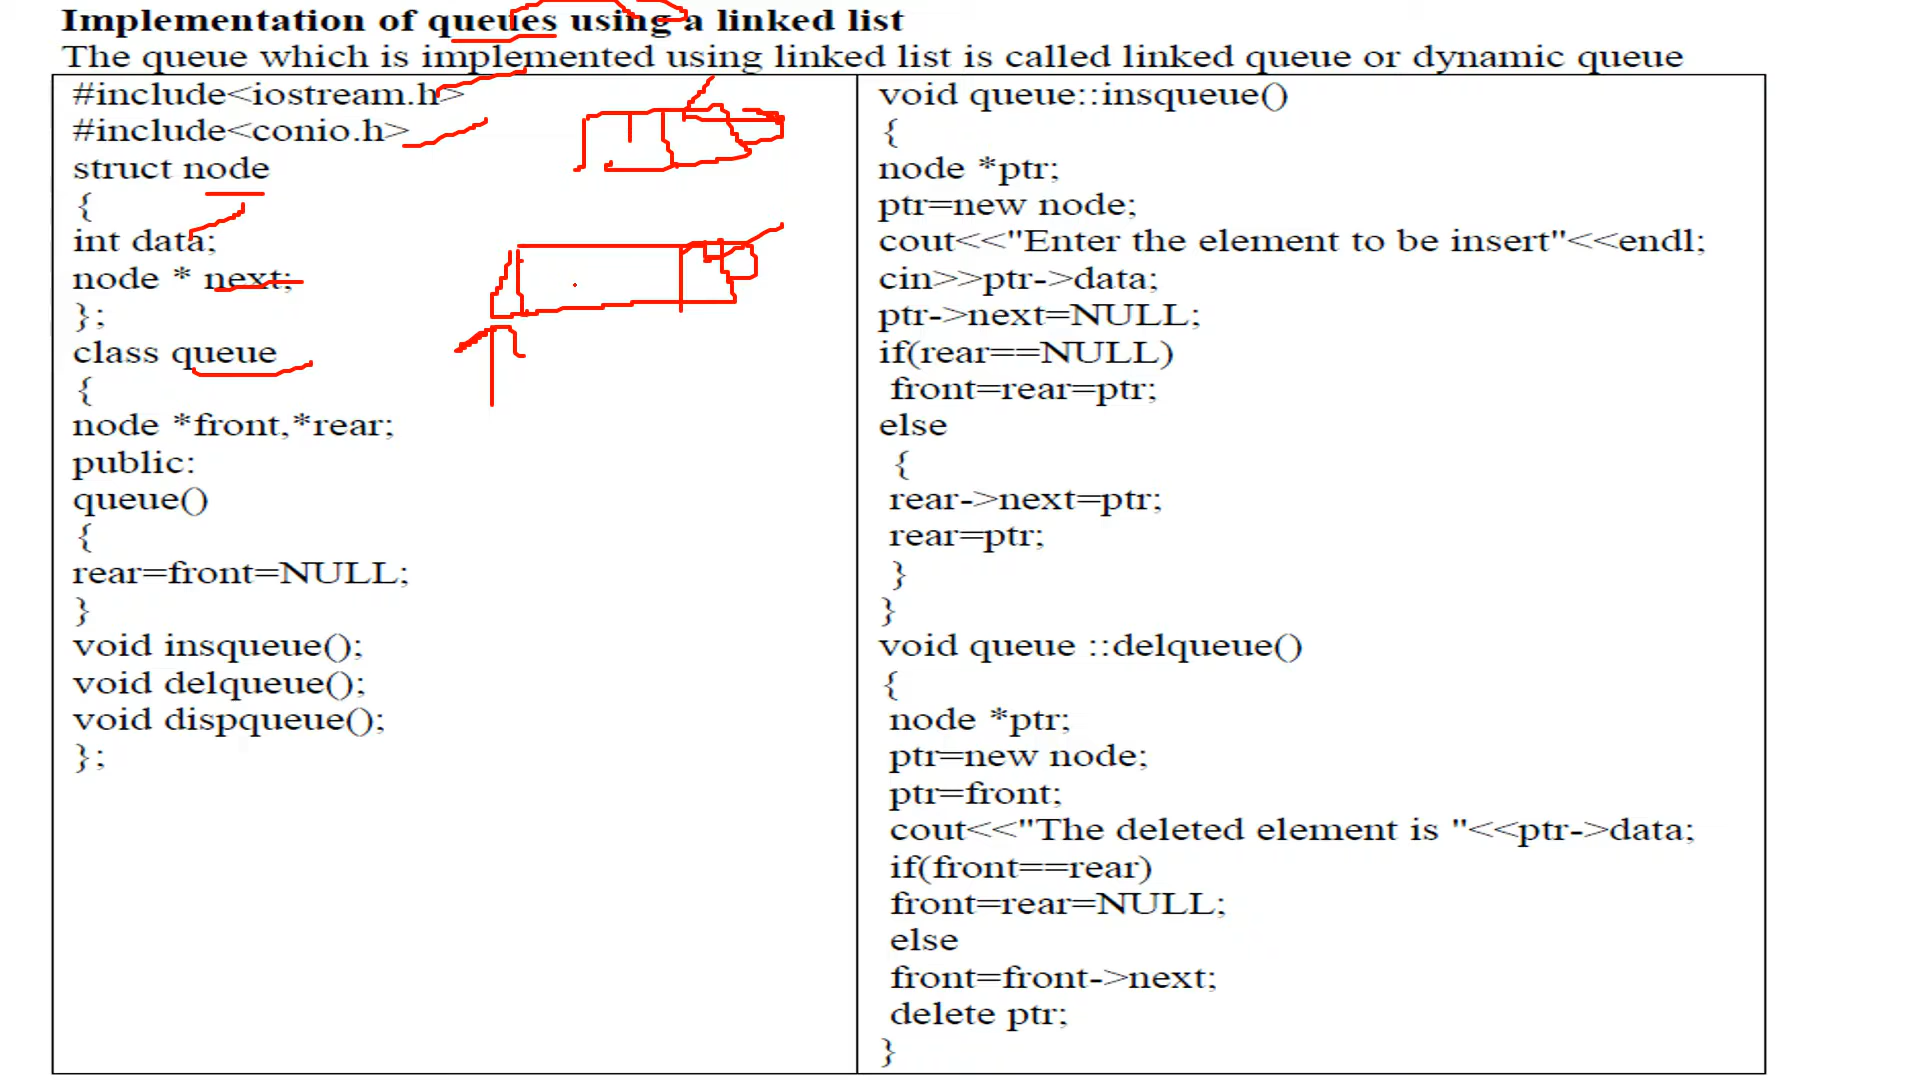 Implementation of queues using a linked list
The queue which is implemented using linked list is called linked queue or dynamic queue
#include<iostream.h>
#include<conio.h>
struct node
{
int data;
node * next;
};
class queue
{
node *front,*rear;
public:
queue()
{
rear=front=NULL;
}
void insqueue();
void delqueue();
void dispqueue();
};
void queue::insqueue()
{
node *ptr;
ptr=new node;
cout<<"Enter the element to be insert"<<endl;
cin>>ptr->data;
ptr->next=NULL;
if(rear==NULL)
front=rear=ptr;
else
{
rear->next=ptr;
rear=ptr;
}
}
void queue ::delqueue()
{
node *ptr;
ptr=new node;
ptr=front;
cout<<"The deleted element is "<<ptr->data;
if(front==rear)
front=rear=NULL;
else
front=front->next;
delete ptr;
}